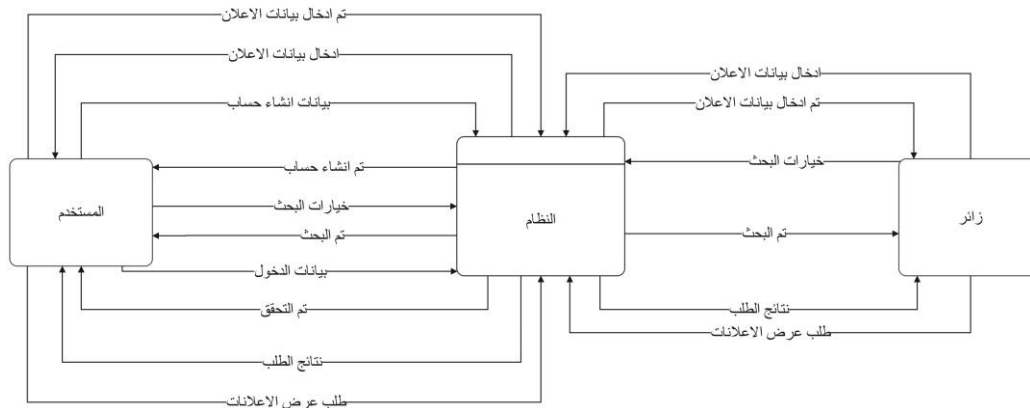 تم ادخال بيانات الاعلان
ادخال بيانات الاعلان
ادخال بيانات الاعلان
بيانات انشاء حساب
تم ادخال بيانات الاعلان
خيارات البحث
تم انشاء حساب
زائر
النظام
المستخدم
خيارات البحث
تم البحث
تم البحث
بيانات الدخول
نتائج الطلب
تم التحقق
طلب عرض الاعلانات
نتائج الطلب
طلب عرض الاعلانات